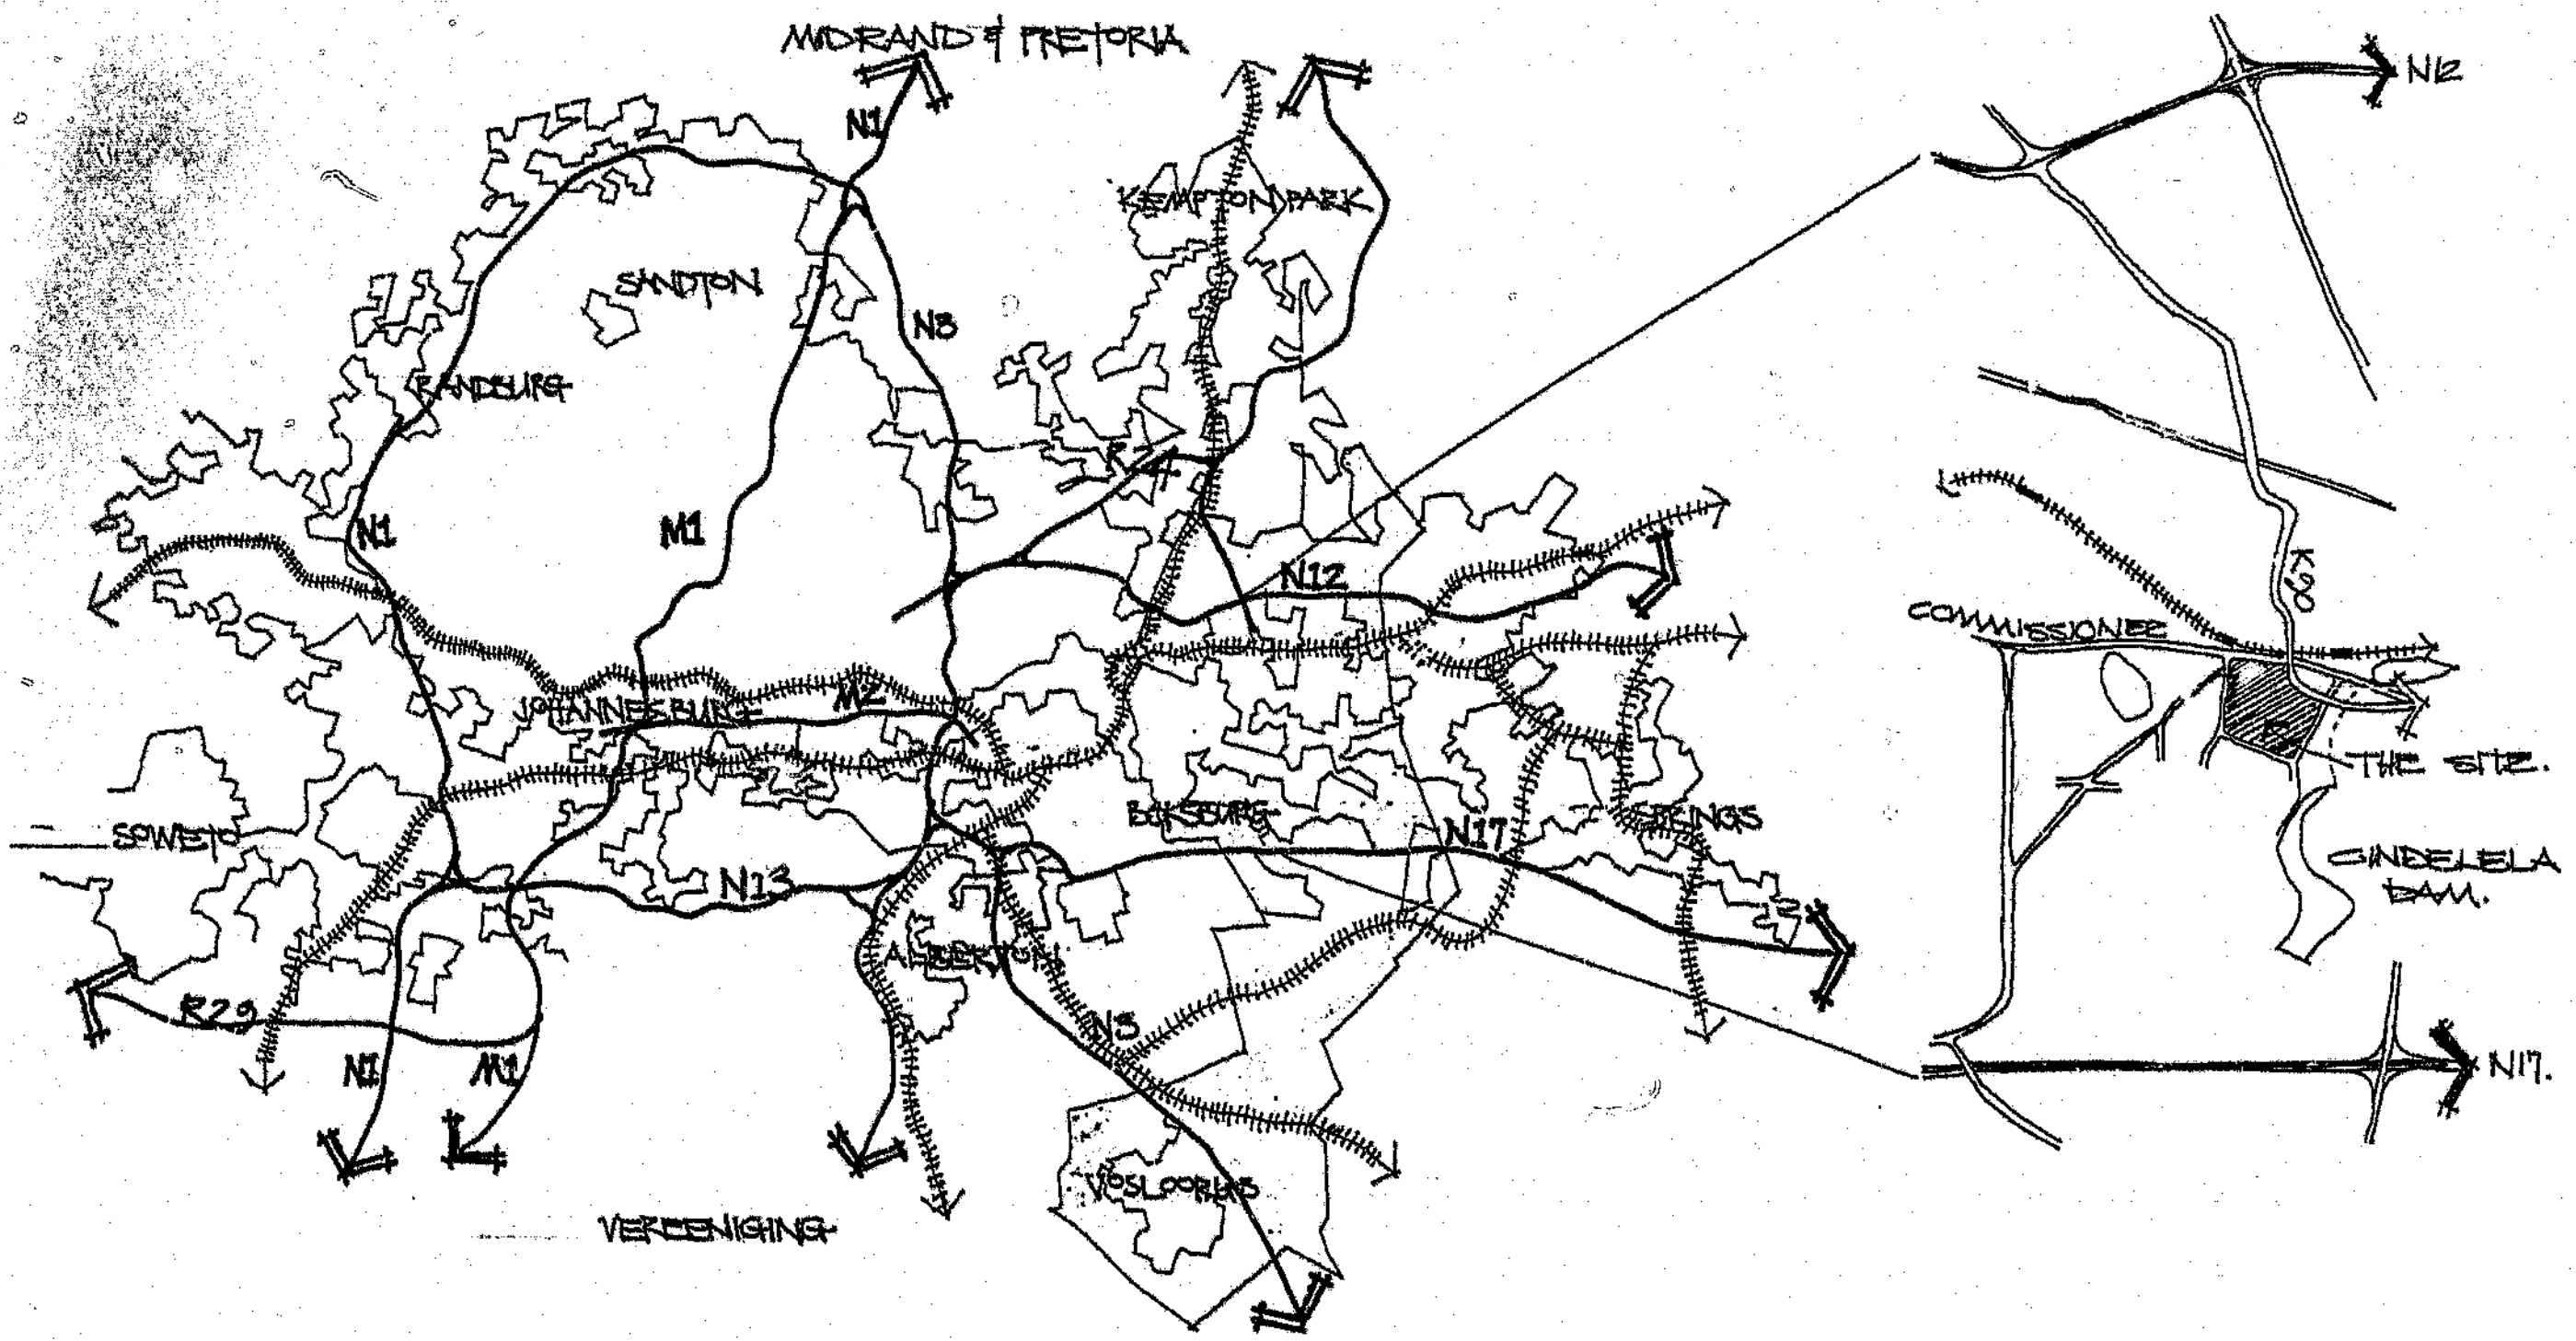 MIDRAND & PRETORIA
N12
N1
KEMPTON PARK
SANDTON
N3
RANDBURG
R24
N1
M1
N12
K90
COMMISSIONER
JOHANNESBURG
M2
THE SITE.
SOWETO
BOKSBURG
N17
SPRINGS
CINDELELA
DAM.
N13
ALBERTON
R29
N3
N1
M1
N17.
VOSLOORUS
VEREENIGING